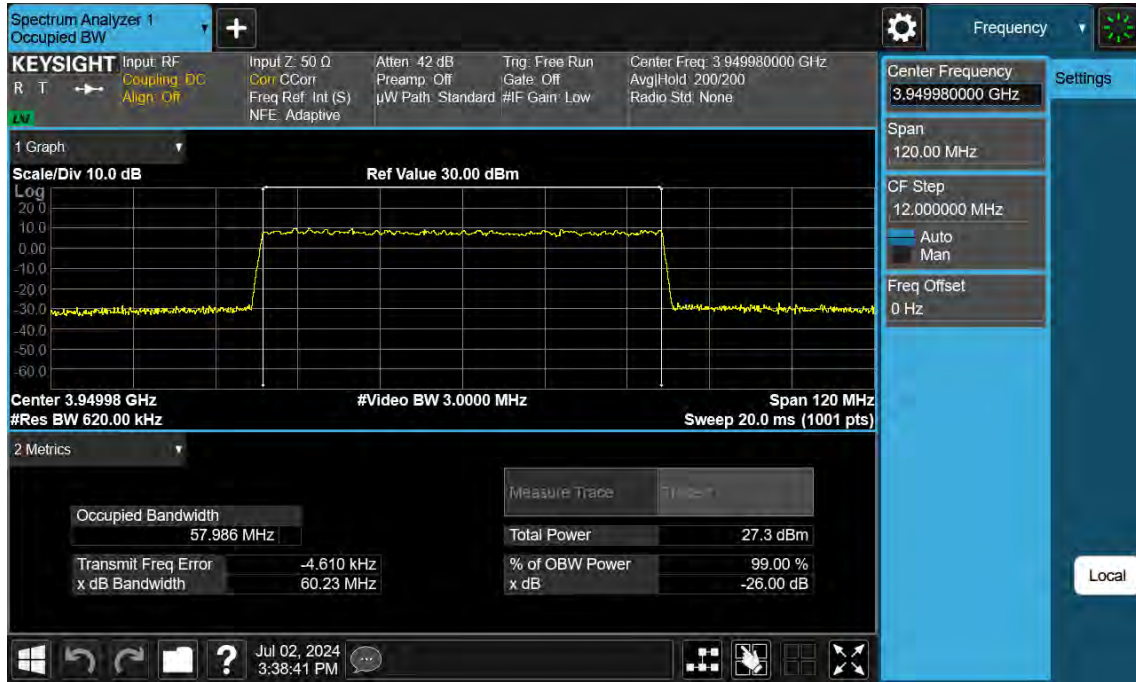 Spectrum Analyzer 1
Occupied BW
+
Frequency
KEYSIGHT
R T
LXI
Input: RF
Coupling: DC
Align: Off
Input Z: 50 Ω
Corr CCorr
Freq Ref: Int (S)
NFE: Adaptive
Atten: 42 dB
Preamp: Off
µW Path: Standard
Trig: Free Run
Gate: Off
#IF Gain: Low
Center Freq: 3.949980000 GHz
Avg|Hold: 200/200
Radio Std: None
Center Frequency
3.949980000 GHz
Settings
Span
120.00 MHz
CF Step
12.000000 MHz
Auto
Man
Freq Offset
0 Hz
Local
1 Graph
Scale/Div 10.0 dB
Ref Value 30.00 dBm
Log
20.0
10.0
0.00
-10.0
-20.0
-30.0
-40.0
-50.0
-60.0
Center 3.94998 GHz
#Video BW 3.0000 MHz
Span 120 MHz
#Res BW 620.00 kHz
Sweep 20.0 ms (1001 pts)
2 Metrics
Measure Trace
Trace 1
Occupied Bandwidth
57.986 MHz
Total Power 27.3 dBm
Transmit Freq Error -4.610 kHz
% of OBW Power 99.00 %
x dB Bandwidth 60.23 MHz
x dB -26.00 dB
?
Jul 02, 2024
3:38:41 PM